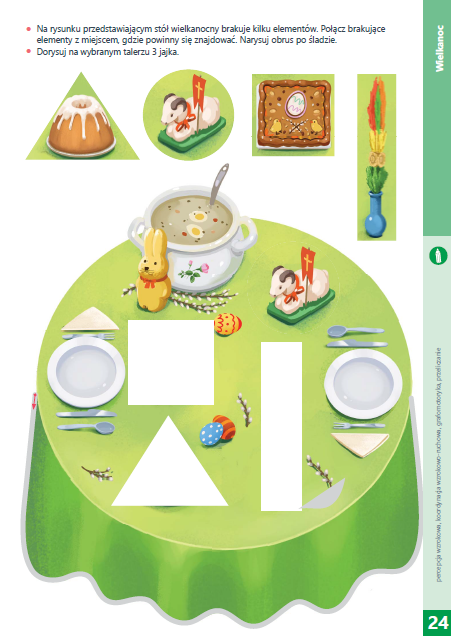 • Na rysunku przedstawiającym stół wielkanocny brakuje kilku elementów. Połącz brakujące
elementy z miejscem, gdzie powinny się znajdować. Narysuj obrus po śladzie.
• Dorysuj na wybranym talerzu 3 jajka.
Wielkanoc
percepcja wzrokowa, koordynacja wzrokowo-ruchowa, grafomotoryka, przeliczanie
24